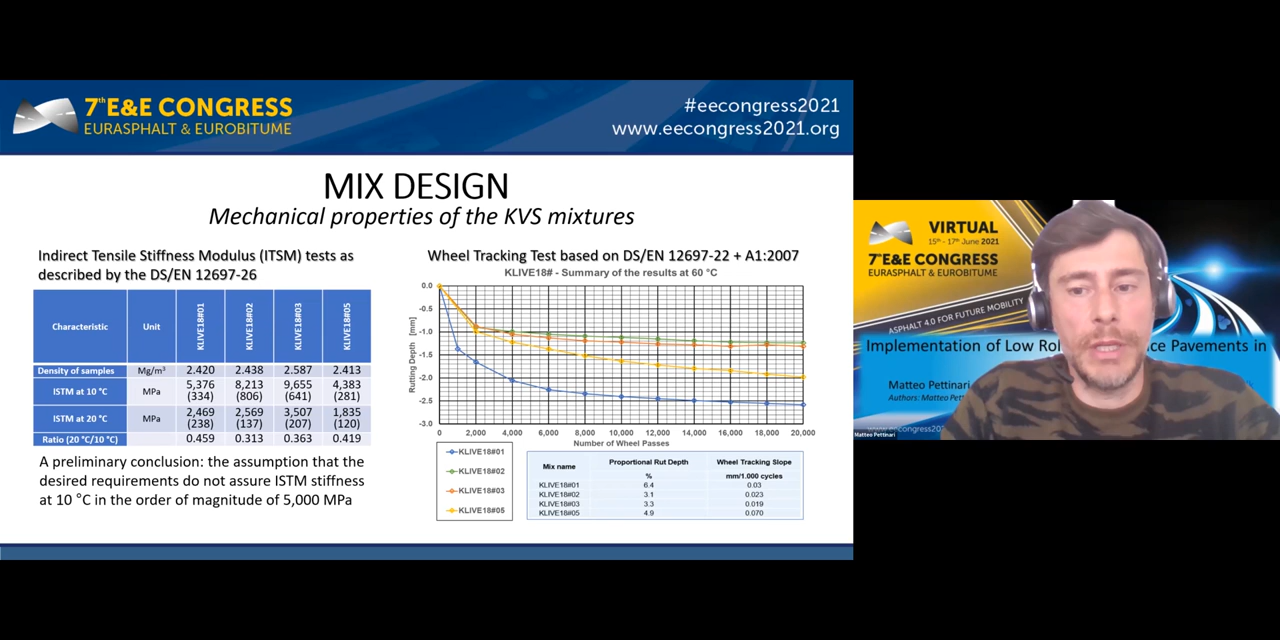 7th E&E CONGRESS
EURASPHALT & EUROBITUME
#eecongress2021
www.eecongress2021.org
MIX DESIGN
Mechanical properties of the KVS mixtures
Indirect Tensile Stiffness Modulus (ITSM) tests as
described by the DS/EN 12697-26
Characteristic Unit KLIVE18#01 KLIVE18#02 KLIVE18#03 KLIVE18#05
Density of samples Mg/m³ 2.420 2.438 2.587 2.413
ISTM at 10 °C MPa 5,376 (334) 8,213 (806) 9,655 (641) 4,383 (281)
ISTM at 20 °C MPa 2,469 (238) 2,569 (137) 3,507 (207) 1,835 (120)
Ratio (20 °C/10 °C) 0.459 0.313 0.363 0.419
A preliminary conclusion: the assumption that the
desired requirements do not assure ISTM stiffness
at 10 °C in the order of magnitude of 5,000 MPa
Wheel Tracking Test based on DS/EN 12697-22 + A1:2007
KLIVE18# - Summary of the results at 60 °C
Rutting Depth [mm]
0.0
-0.5
-1.0
-1.5
-2.0
-2.5
-3.0
0 2,000 4,000 6,000 8,000 10,000 12,000 14,000 16,000 18,000 20,000
Number of Wheel Passes
KLIVE18#01
KLIVE18#02
KLIVE18#03
KLIVE18#05
Mix name Proportional Rut Depth Wheel Tracking Slope
% mm/1.000 cycles
KLIVE18#01 6.4 0.03
KLIVE18#02 3.1 0.023
KLIVE18#03 3.3 0.019
KLIVE18#05 4.9 0.070
VIRTUAL
15th - 17th June 2021
7th E&E CONGRESS
EURASPHALT & EUROBITUME
ASPHALT 4.0 FOR FUTURE MOBILITY
Implementation of Low Rol ce Pavements in
Matteo Pettinari
Authors: Matteo Pett
www.eecongress202
Matteo Pettinari